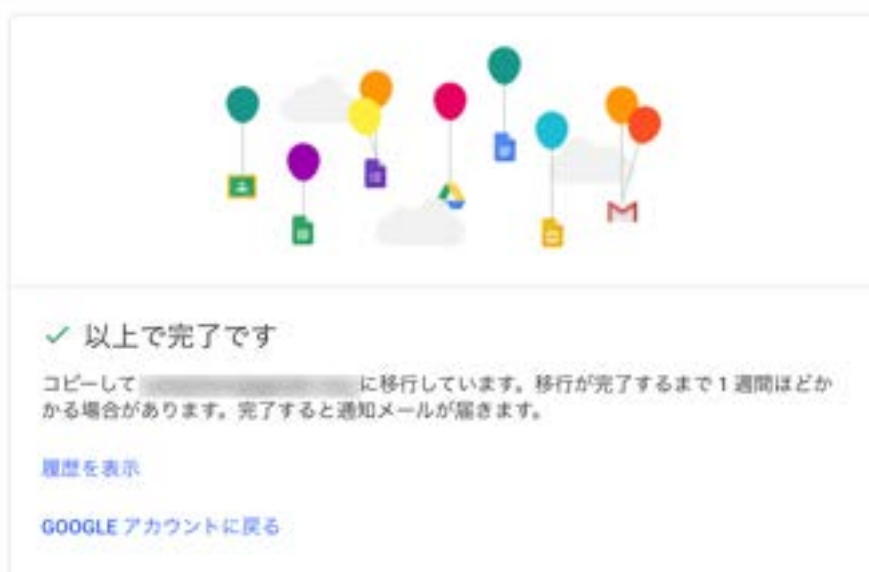 以上で完了です
コピーして に移行しています。移行が完了するまで 1 週間ほどか
かる場合があります。完了すると通知メールが届きます。
履歴を表示
GOOGLE アカウントに戻る